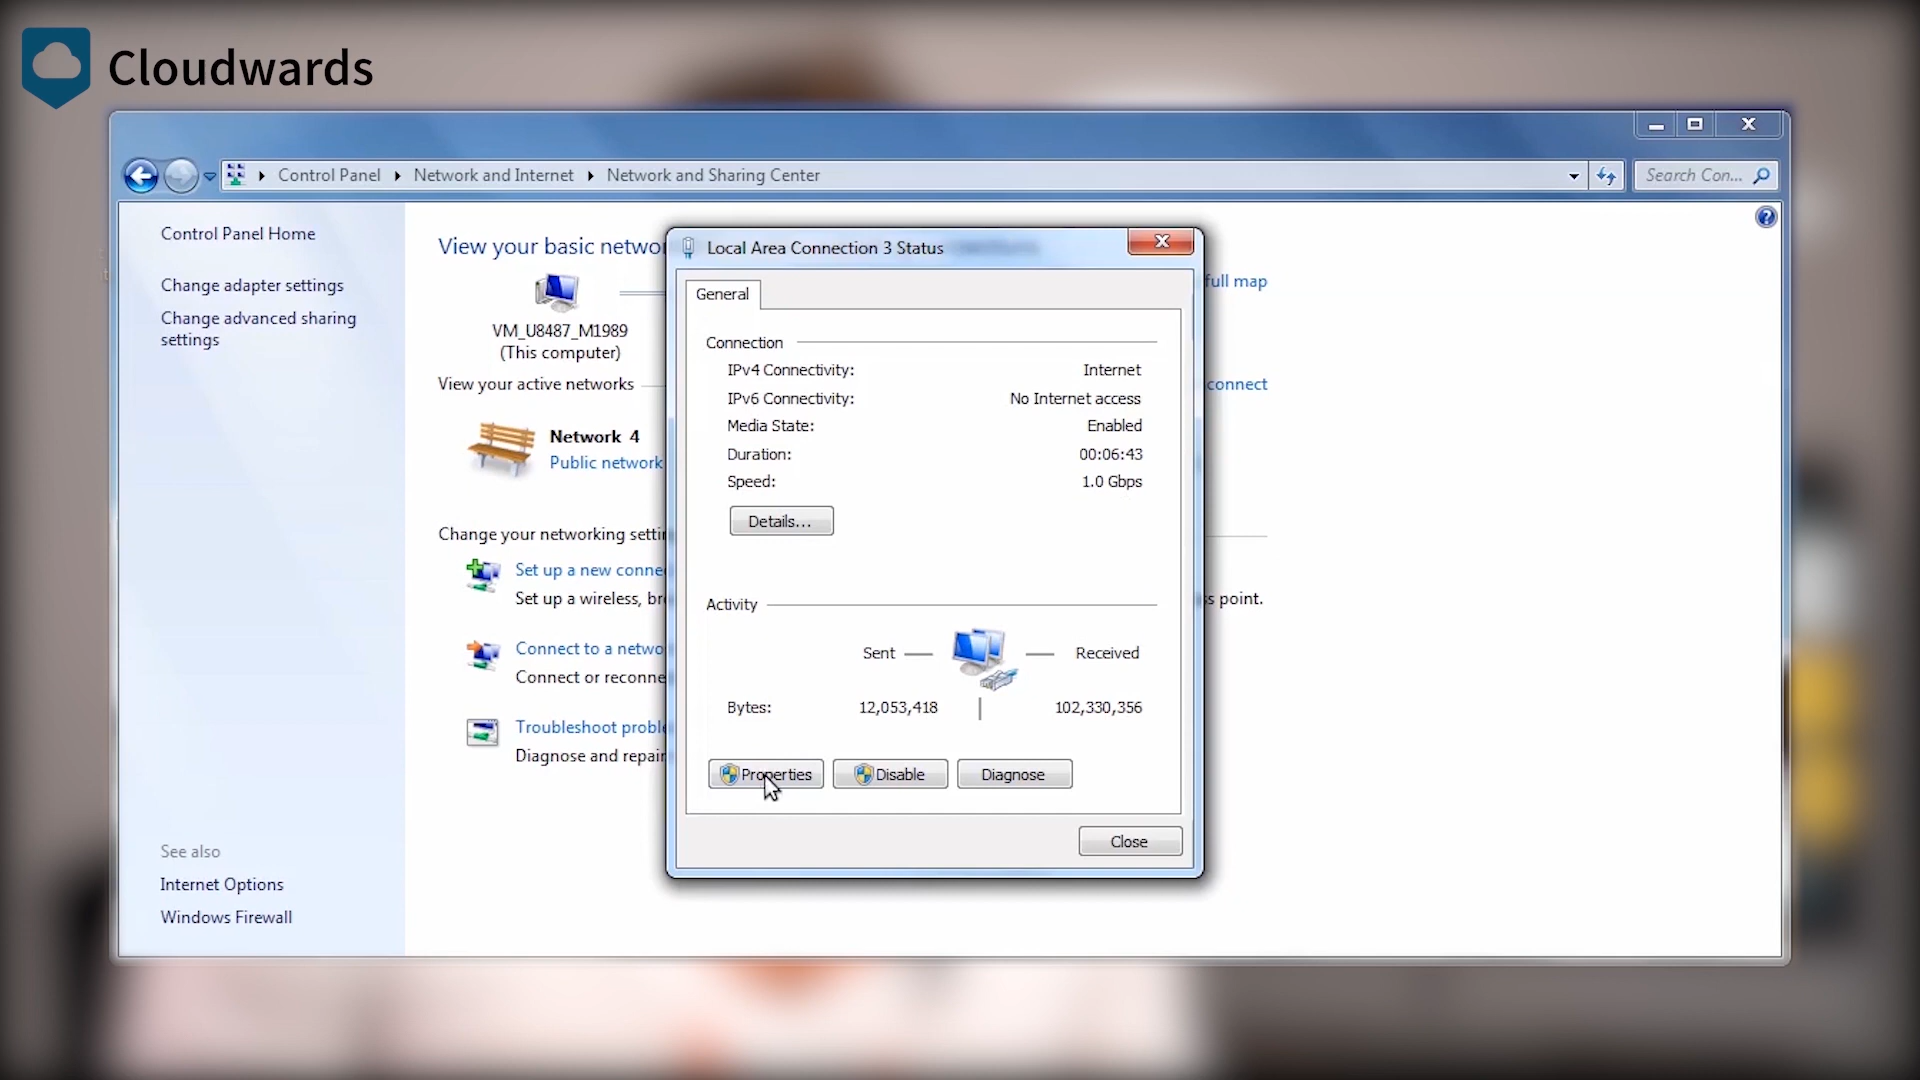 Cloudwards
Control Panel
Network and Internet
Network and Sharing Center
Search Con...
Control Panel Home
Change adapter settings
Change advanced sharing
settings
See also
Internet Options
Windows Firewall
View your basic networ
full map
VM_U8487_M1989
(This computer)
View your active networks
connect
Network 4
Public network
Change your networking settin
Set up a new conne
Set up a wireless, br
s point.
Connect to a netwo
Connect or reconne
Troubleshoot proble
Diagnose and repair
Local Area Connection 3 Status
General
Connection
IPv4 Connectivity: Internet
IPv6 Connectivity: No Internet access
Media State: Enabled
Duration: 00:06:43
Speed: 1.0 Gbps
Details...
Activity
Sent Received
Bytes: 12,053,418 102,330,356
Properties Disable Diagnose
Close